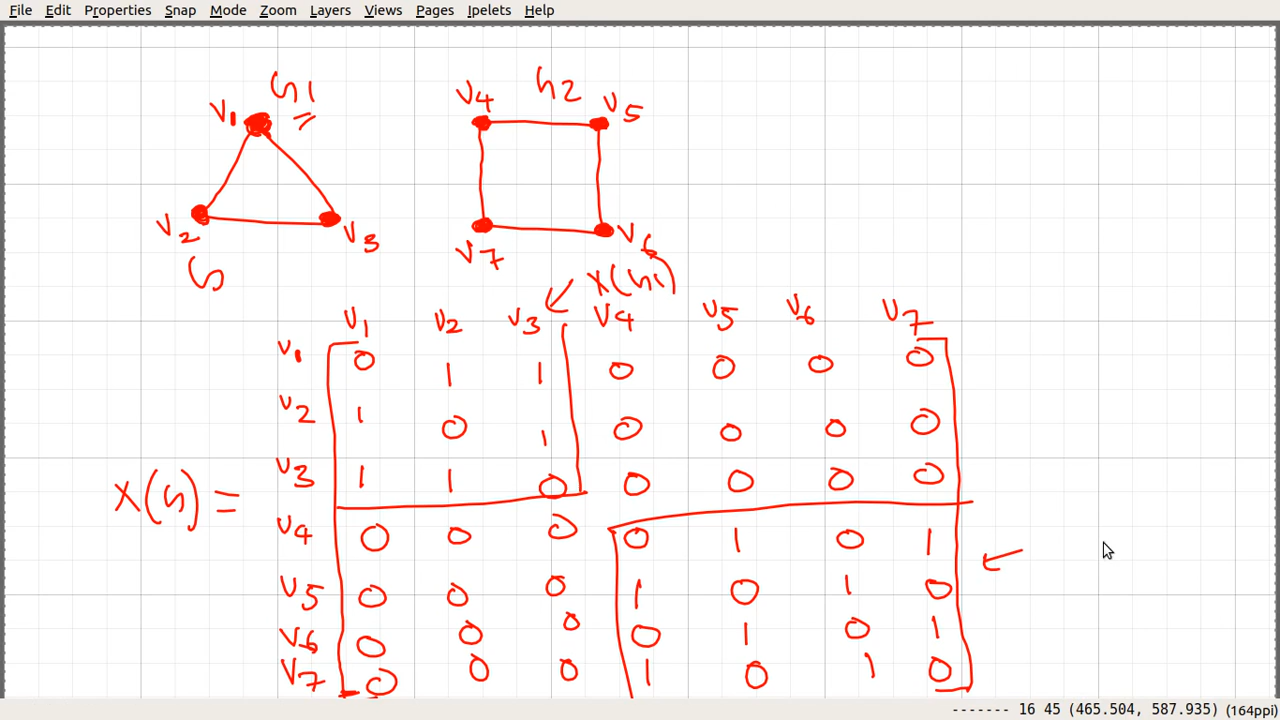 File Edit Properties Snap Mode Zoom Layers Views Pages Ipelets Help
G1
V1
V2
V3
G
V4 G2 V5
V7 V6
X(G1)
V1 V2 V3 V4 V5 V6 V7
V1 0 1 1 0 0 0 0
V2 1 0 1 0 0 0 0
V3 1 1 0 0 0 0 0
X(G) =
V4 0 0 0 0 1 0 1
V5 0 0 0 1 0 1 0
V6 0 0 0 0 1 0 1
V7 0 0 0 1 0 1 0
------- 16 45 (465.504, 587.935) (164ppi)